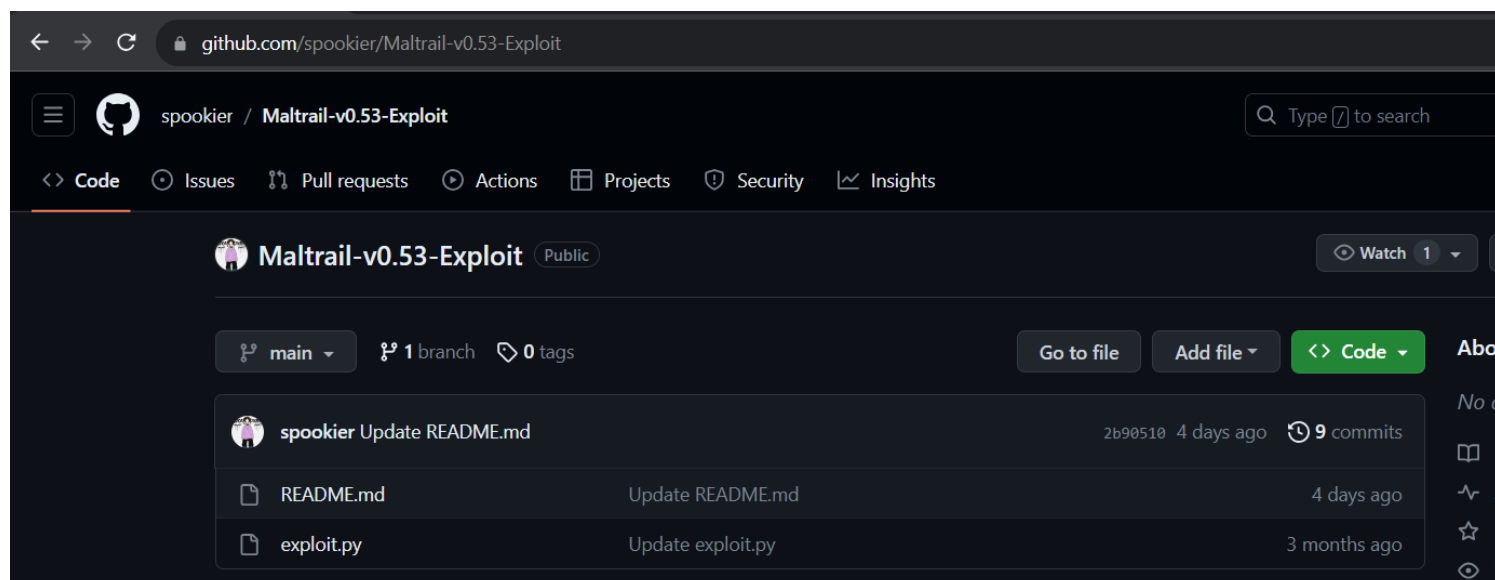 github.com/spookier/Maltrail-v0.53-Exploit
spookier / Maltrail-v0.53-Exploit
Type / to search
<> Code Issues Pull requests Actions Projects Security Insights
Maltrail-v0.53-Exploit Public
Watch 1
main 1 branch 0 tags Go to file Add file <> Code
spookier Update README.md 2b90510 4 days ago 9 commits
README.md Update README.md 4 days ago
exploit.py Update exploit.py 3 months ago
Abo
No